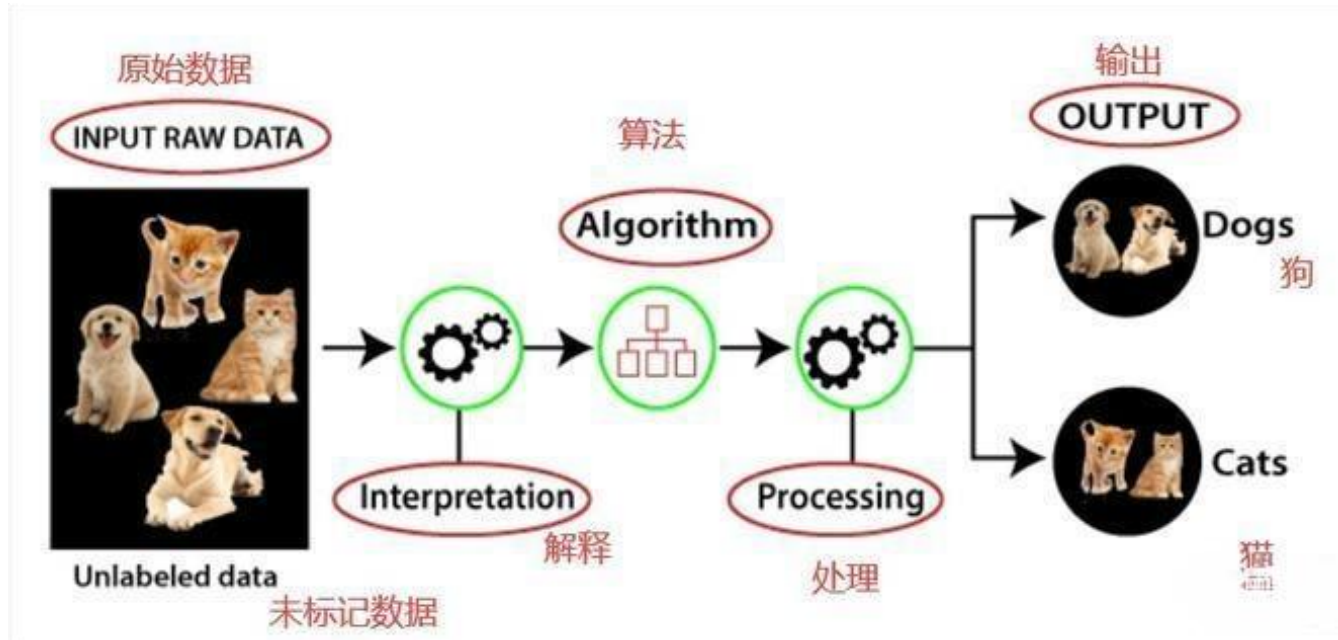 原始数据
INPUT RAW DATA
输出
OUTPUT
算法
Algorithm
Dogs
狗
Interpretation
解释
Processing
处理
Cats
猫
Unlabeled data
未标记数据